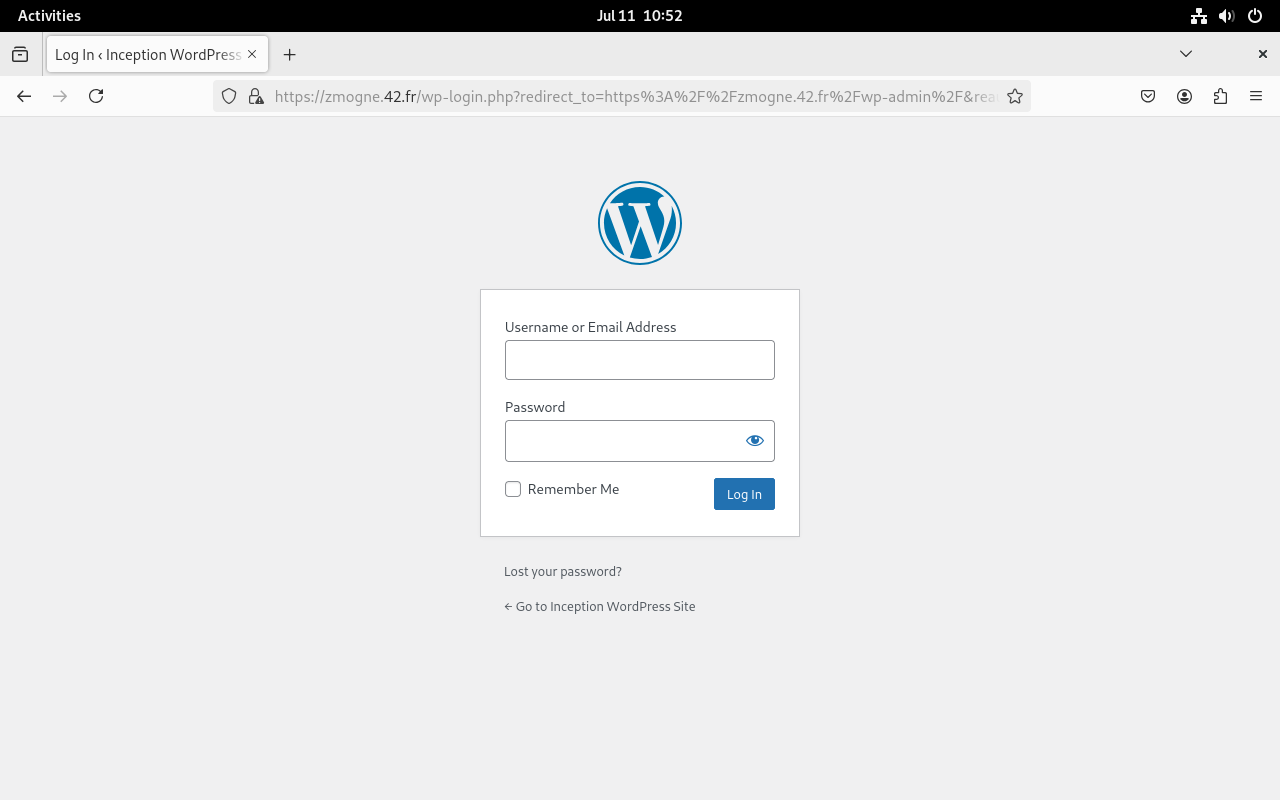 Activities
Jul 11 10:52
Log In ‹ Inception WordPress
https://zmogne.42.fr/wp-login.php?redirect_to=https%3A%2F%2Fzmogne.42.fr%2Fwp-admin%2F&rea
Username or Email Address
Password
Remember Me
Log In
Lost your password?
← Go to Inception WordPress Site